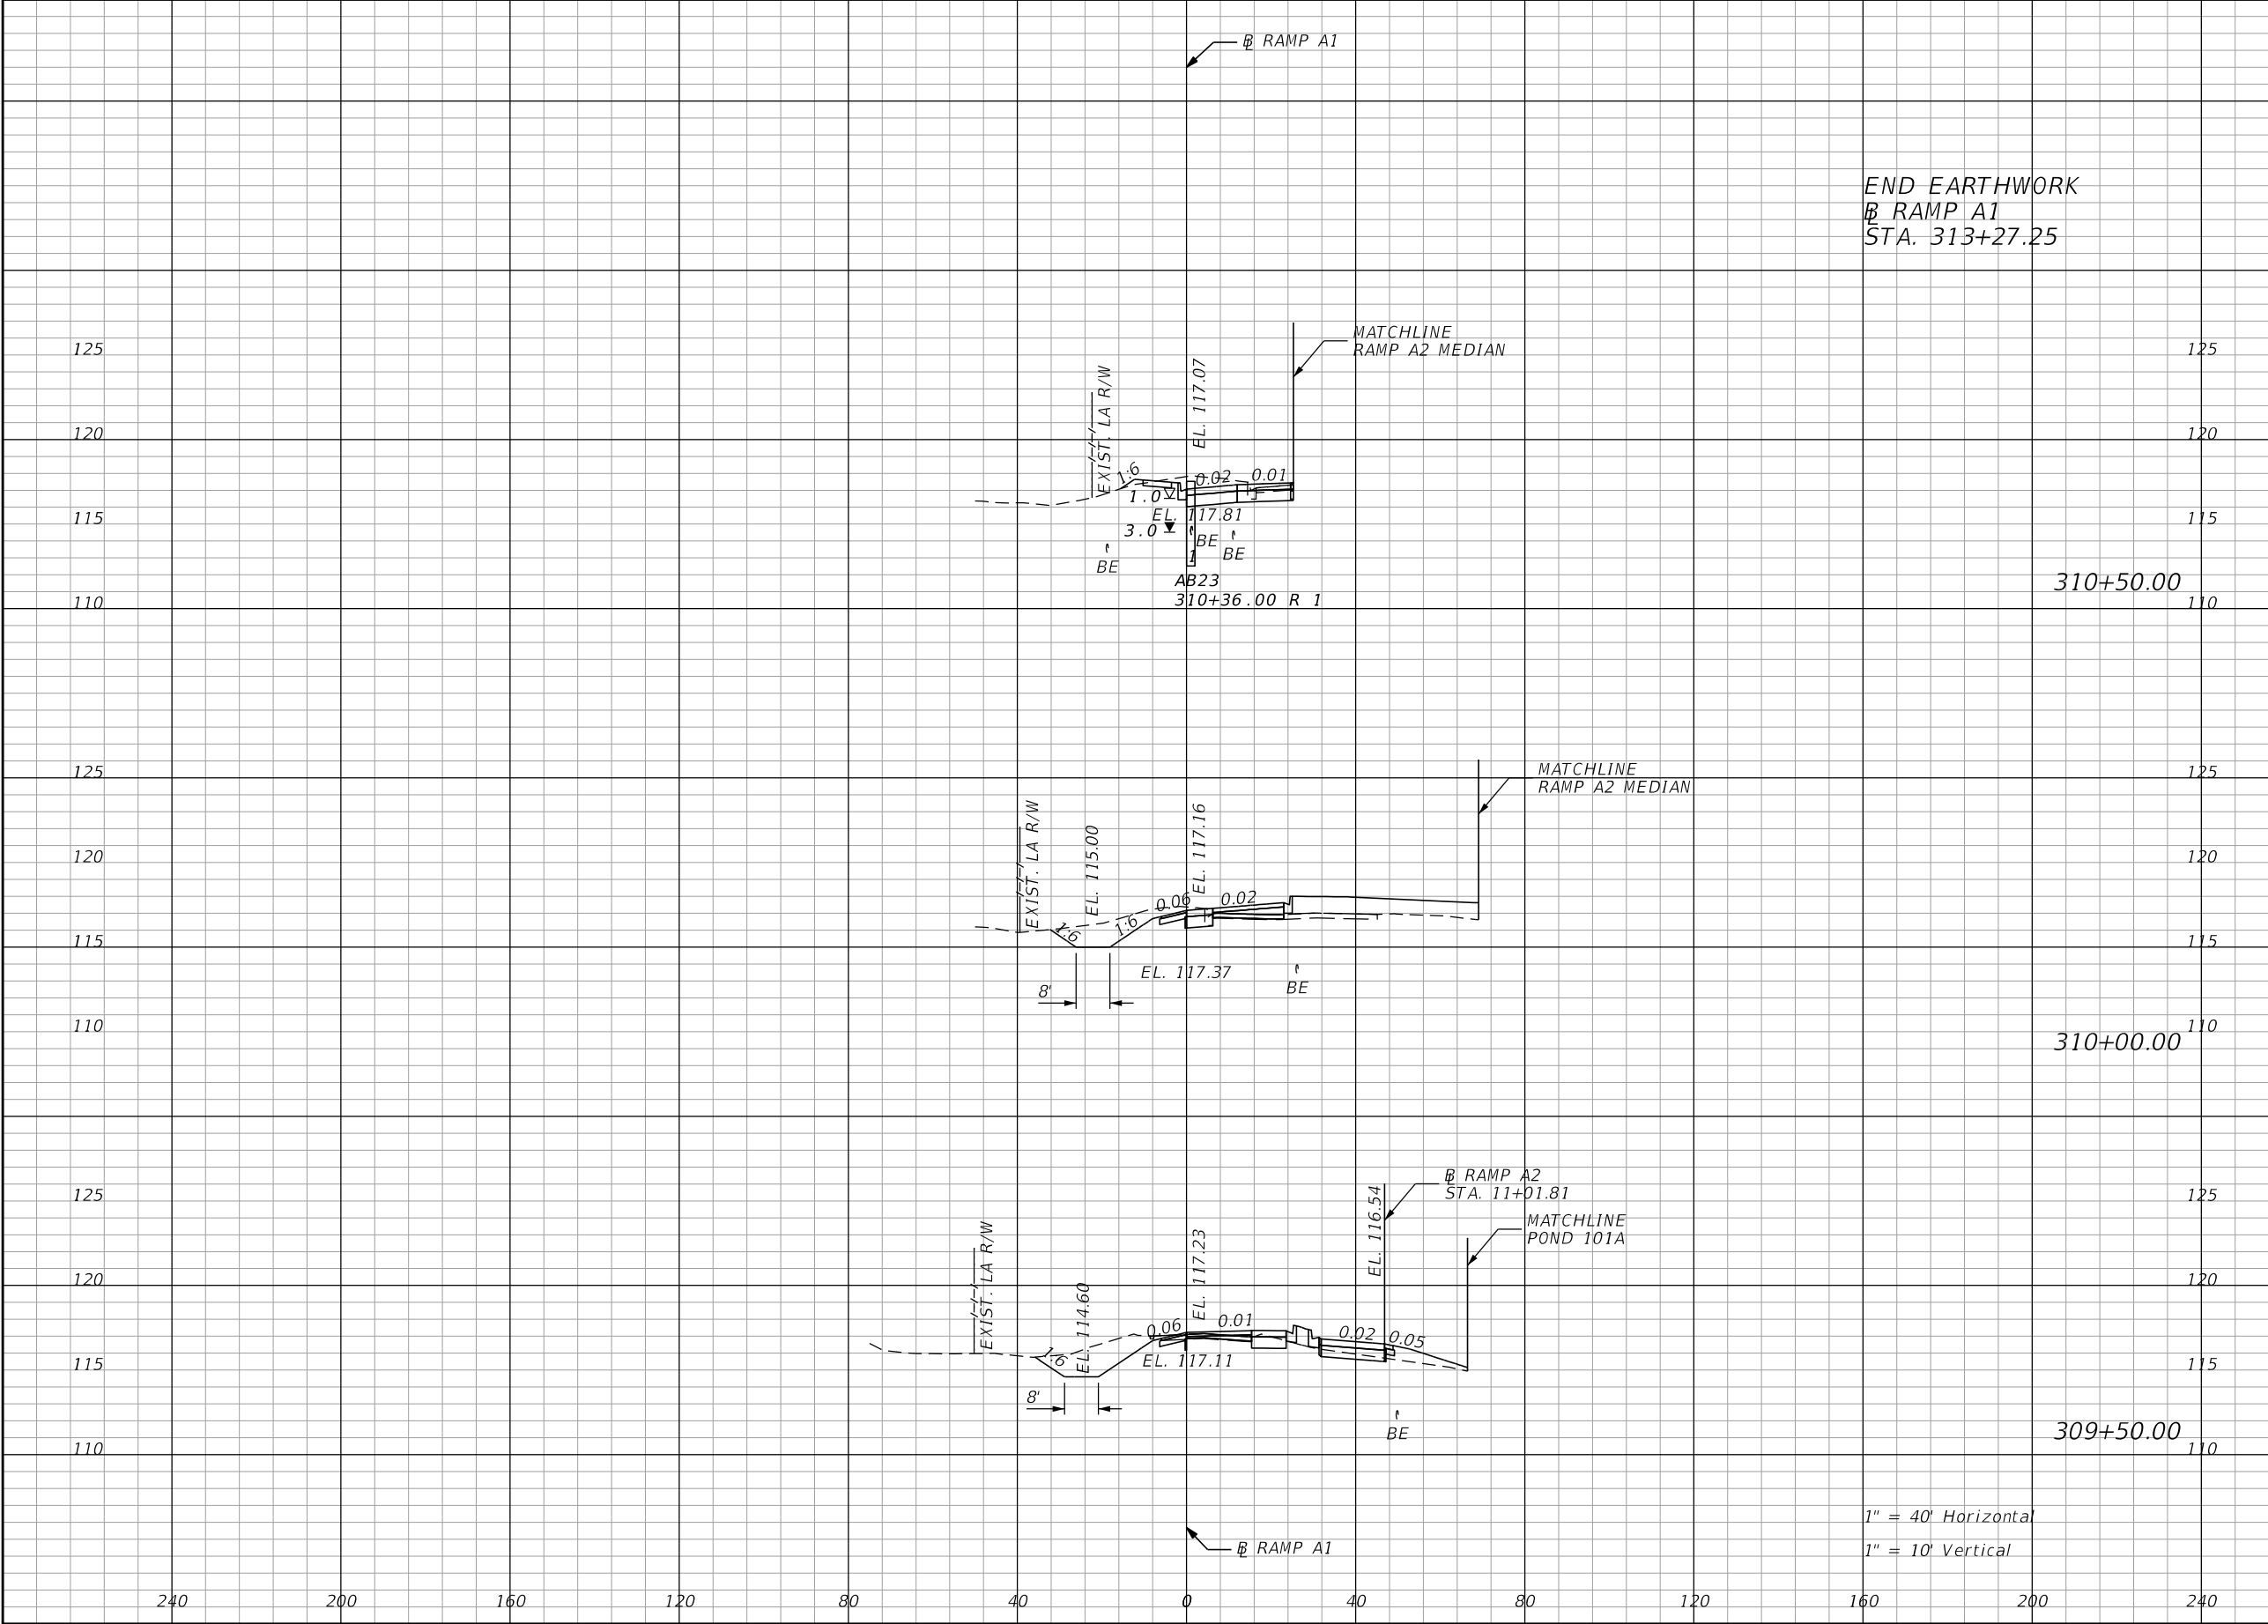 BL RAMP A1
END EARTHWORK
BL RAMP A1
STA. 313+27.25
125
MATCHLINE
RAMP A2 MEDIAN
125
EXIST. LA R/W
EL. 117.07
120
120
1:6
0.02
0.01
1.0
EL. 117.81
115
115
3.0
BE
BE
BE
1
AB23
310+36.00 R 1
310+50.00
110
110
125
MATCHLINE
RAMP A2 MEDIAN
125
EXIST. LA R/W
EL. 115.00
EL. 117.16
120
120
0.06
0.02
1:6
1:6
115
115
EL. 117.37
BE
8'
110
110
310+00.00
BL RAMP A2
STA. 11+01.81
125
125
EL. 116.54
MATCHLINE
POND 101A
EXIST. LA R/W
EL. 114.60
EL. 117.23
120
120
0.06
0.01
0.02
0.05
1:6
EL. 117.11
115
115
8'
BE
309+50.00
110
110
1" = 40' Horizontal
BL RAMP A1
1" = 10' Vertical
240
200
160
120
80
40
0
40
80
120
160
200
240